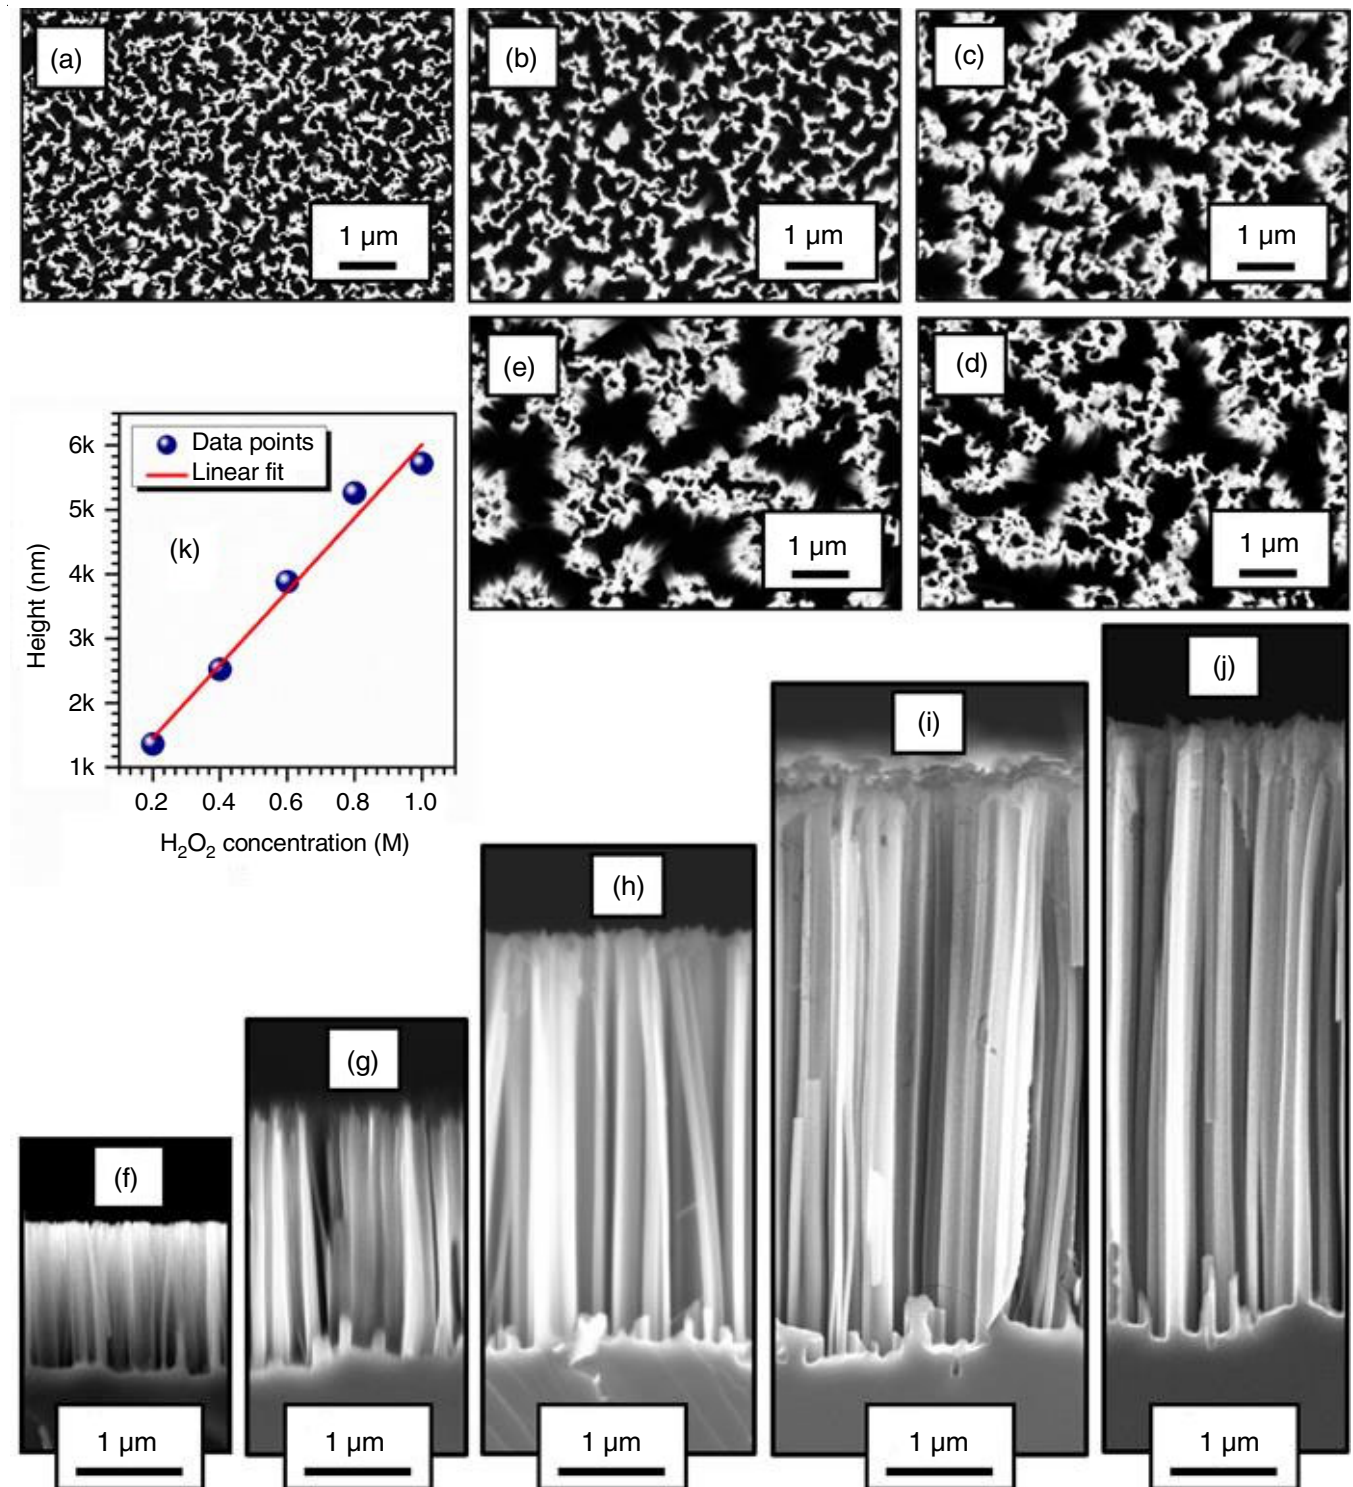 (a)
1 µm
(b)
1 µm
(c)
1 µm
(e)
1 µm
(d)
1 µm
6k
5k
4k
3k
2k
1k
Height (nm)
Data points
Linear fit
(k)
0.2 0.4 0.6 0.8 1.0
H₂O₂ concentration (M)
(f)
1 µm
(g)
1 µm
(h)
1 µm
(i)
1 µm
(j)
1 µm